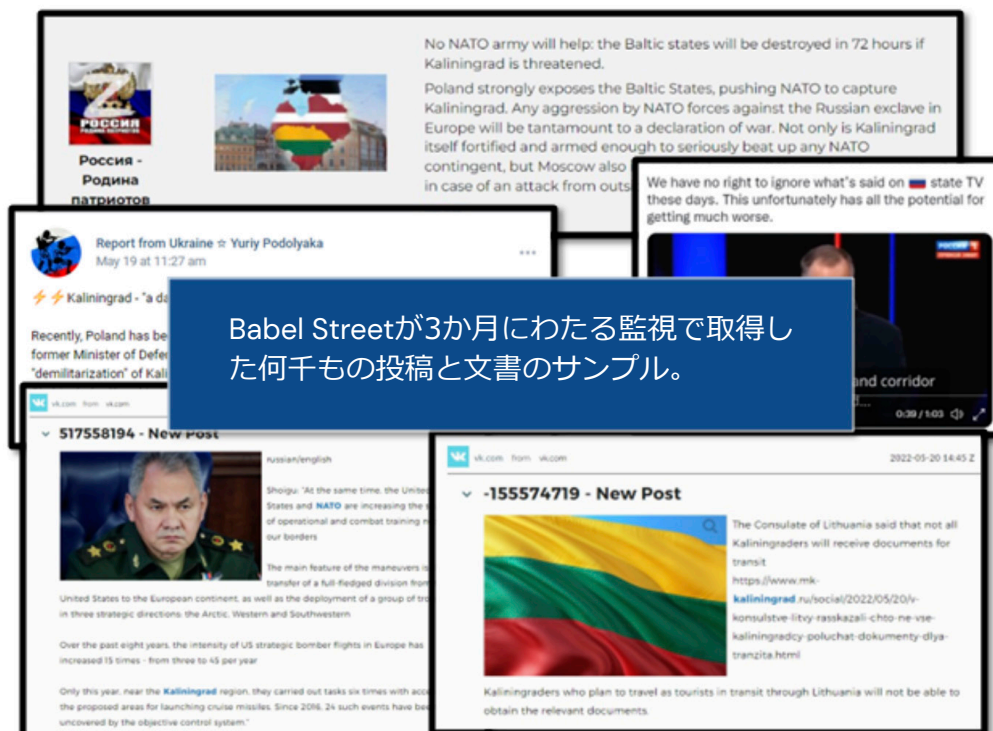 No NATO army will help: the Baltic states will be destroyed in 72 hours if
Kaliningrad is threatened.
Poland strongly exposes the Baltic States, pushing NATO to capture
Kaliningrad. Any aggression by NATO forces against the Russian exclave in
Europe will be tantamount to a declaration of war. Not only is Kaliningrad
itself fortified and armed enough to seriously beat up any NATO
contingent, but Moscow also
in case of an attack from
Z
РОССИЯ
Россия -
Родина
патриотов
We have no right to ignore what's said on state TV
these days. This unfortunately has all the potential for
getting much worse.
РОССИЯ 1
and corridor
0:39 / 1:03
Report from Ukraine ☆ Yuriy Podolyaka
May 19 at 11:27 am
Kaliningrad - "a
Recently, Poland has
former Minister of
"demilitarization" of
Babel Streetが3か月にわたる監視で取得し
た何千もの投稿と文書のサンプル。
vk.com from vk.com
517558194 - New Post
russian/english
Shoigu: "At the same time, the United
States and NATO are increasing the
of operational and combat training
our borders
The main feature of the maneuvers is
transfer of a full-fledged division from
United States to the European continent, as well as the deployment of a group of
in three strategic directions: the Arctic, Western and Southwestern
Over the past eight years, the intensity of US strategic bomber flights in Europe has
increased 15 times - from three to 45 per year
Only this year, near the Kaliningrad region, they carried out tasks six times with
the proposed areas for launching cruise missiles. Since 2016, 24 such events have
uncovered by the objective control system."
vk.com from vk.com
2022-05-20 14:45 Z
-155574719 - New Post
The Consulate of Lithuania said that not all
Kaliningraders will receive documents for
transit
https://www.mk-
kaliningrad.ru/social/2022/05/20/v-
konsulstve-litvy-rasskazali-chto-ne-vse-
kaliningradcy-poluchat-dokumenty-dlya-
tranzita.html
Kaliningraders who plan to travel as tourists in transit through Lithuania will not be able to
obtain the relevant documents.